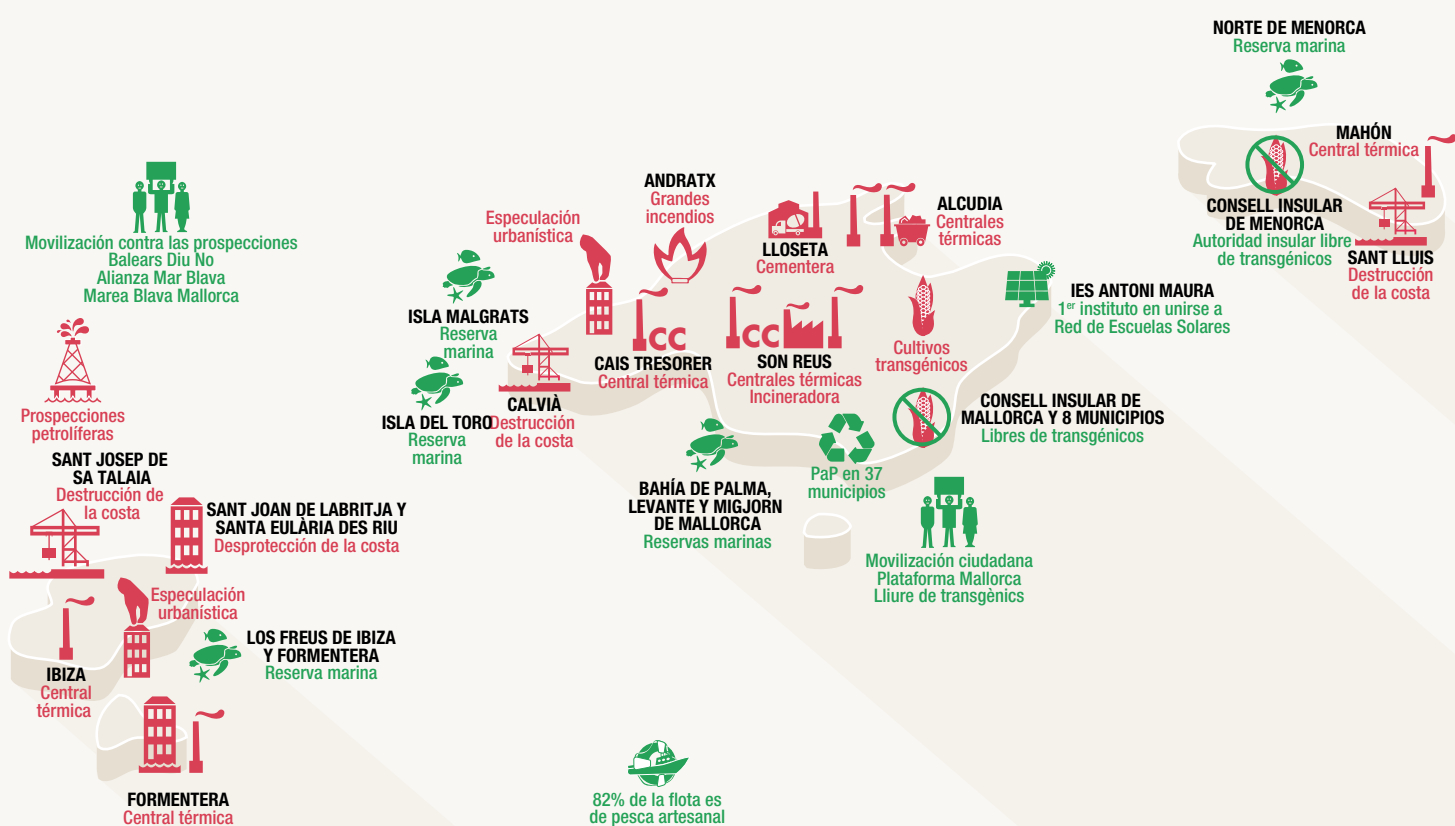 NORTE DE MENORCA
Reserva marina
MAHÓN
Central térmica
CONSELL INSULAR
DE MENORCA
Autoridad insular libre
de transgénicos
SANT LLUIS
Destrucción
de la costa
Movilización contra las prospecciones
Balears Diu No
Alianza Mar Blava
Marea Blava Mallorca
ANDRATX
Grandes
incendios
Especulación
urbanística
LLOSETA
Cementera
ALCUDIA
Centrales
térmicas
ISLA MALGRATS
Reserva
marina
IES ANTONI MAURA
1er instituto en unirse a
Red de Escuelas Solares
CC
CAIS TRESORER
Central térmica
CC
SON REUS
Centrales térmicas
Incineradora
Cultivos
transgénicos
Prospecciones
petrolíferas
ISLA DEL TORO
Reserva
marina
CALVIÀ
Destrucción
de la costa
CONSELL INSULAR DE
MALLORCA Y 8 MUNICIPIOS
Libres de transgénicos
SANT JOSEP DE
SA TALAIA
Destrucción de
la costa
SANT JOAN DE LABRITJA Y
SANTA EULÀRIA DES RIU
Desprotección de la costa
BAHÍA DE PALMA,
LEVANTE Y MIGJORN
DE MALLORCA
Reservas marinas
PaP en 37
municipios
Movilización ciudadana
Plataforma Mallorca
Lliure de transgènics
Especulación
urbanística
LOS FREUS DE IBIZA
Y FORMENTERA
Reserva marina
IBIZA
Central
térmica
FORMENTERA
Central térmica
82% de la flota es
de pesca artesanal